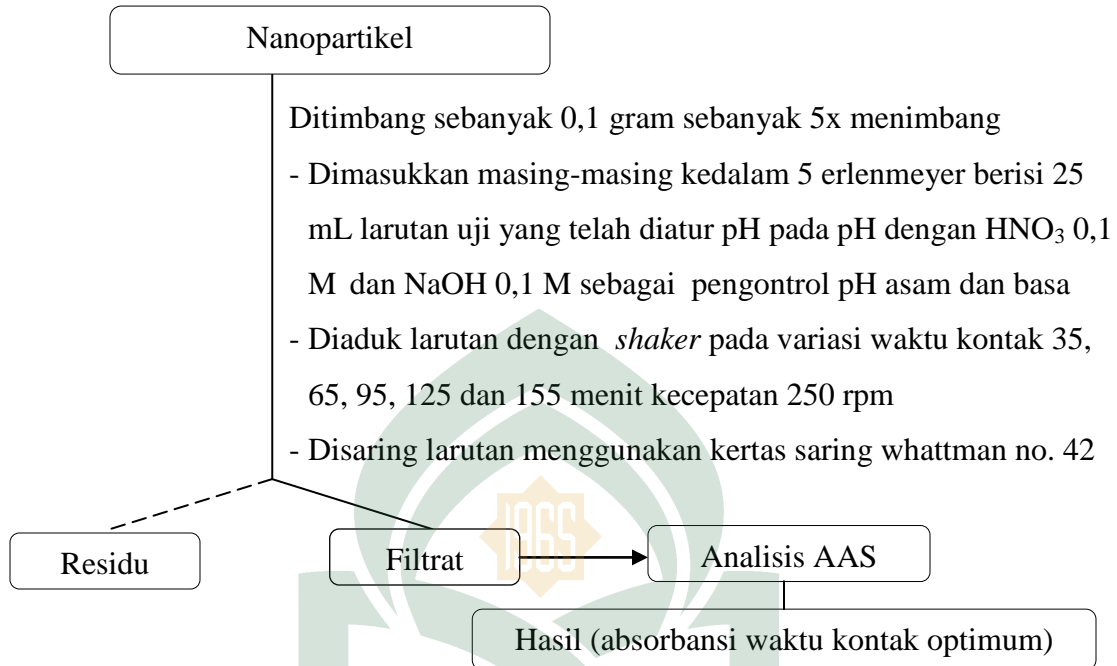 Nanopartikel
Ditimbang sebanyak 0,1 gram sebanyak 5x menimbang
- Dimasukkan masing-masing kedalam 5 erlenmeyer berisi 25
mL larutan uji yang telah diatur pH pada pH dengan HNO₃ 0,1
M dan NaOH 0,1 M sebagai pengontrol pH asam dan basa
- Diaduk larutan dengan shaker pada variasi waktu kontak 35,
65, 95, 125 dan 155 menit kecepatan 250 rpm
- Disaring larutan menggunakan kertas saring whattman no. 42
1965
Residu
Filtrat
Analisis AAS
Hasil (absorbansi waktu kontak optimum)